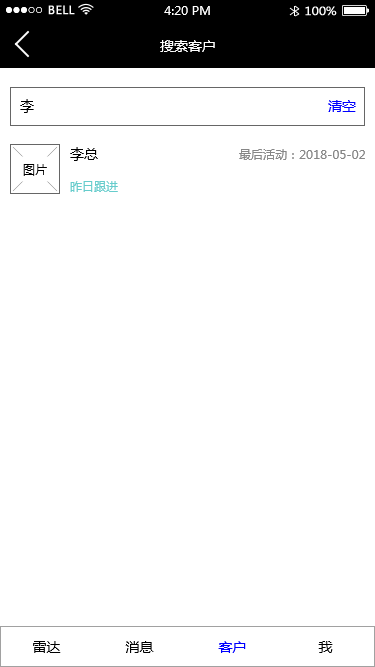 BELL 4:20 PM 100%
搜索客户
李 清空
图片 李总 最后活动：2018-05-02
昨日跟进
雷达 消息 客户 我